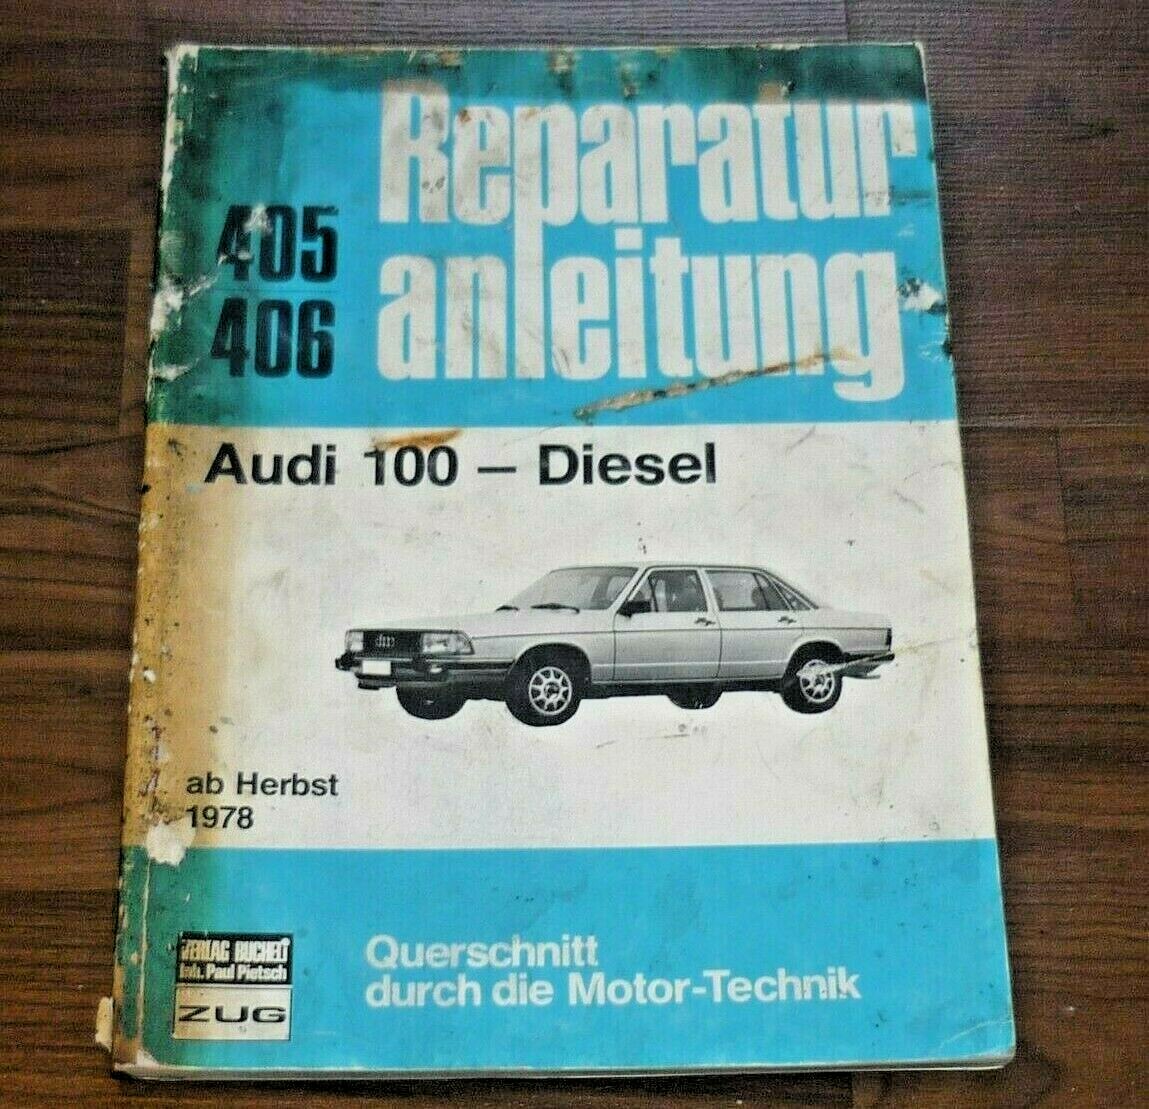 Reparatur
anleitung
405
406
Audi 100 – Diesel
ab Herbst
1978
VERLAG BUCHELI
Inh. Paul Pietsch
ZUG
Querschnitt
durch die Motor-Technik